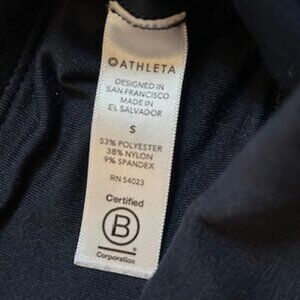 ATHLETA
DESIGNED IN
SAN FRANCISCO
MADE IN
EL SALVADOR
S
53% POLYESTER
38% NYLON
9% SPANDEX
RN 54023
Certified
B
Corporation